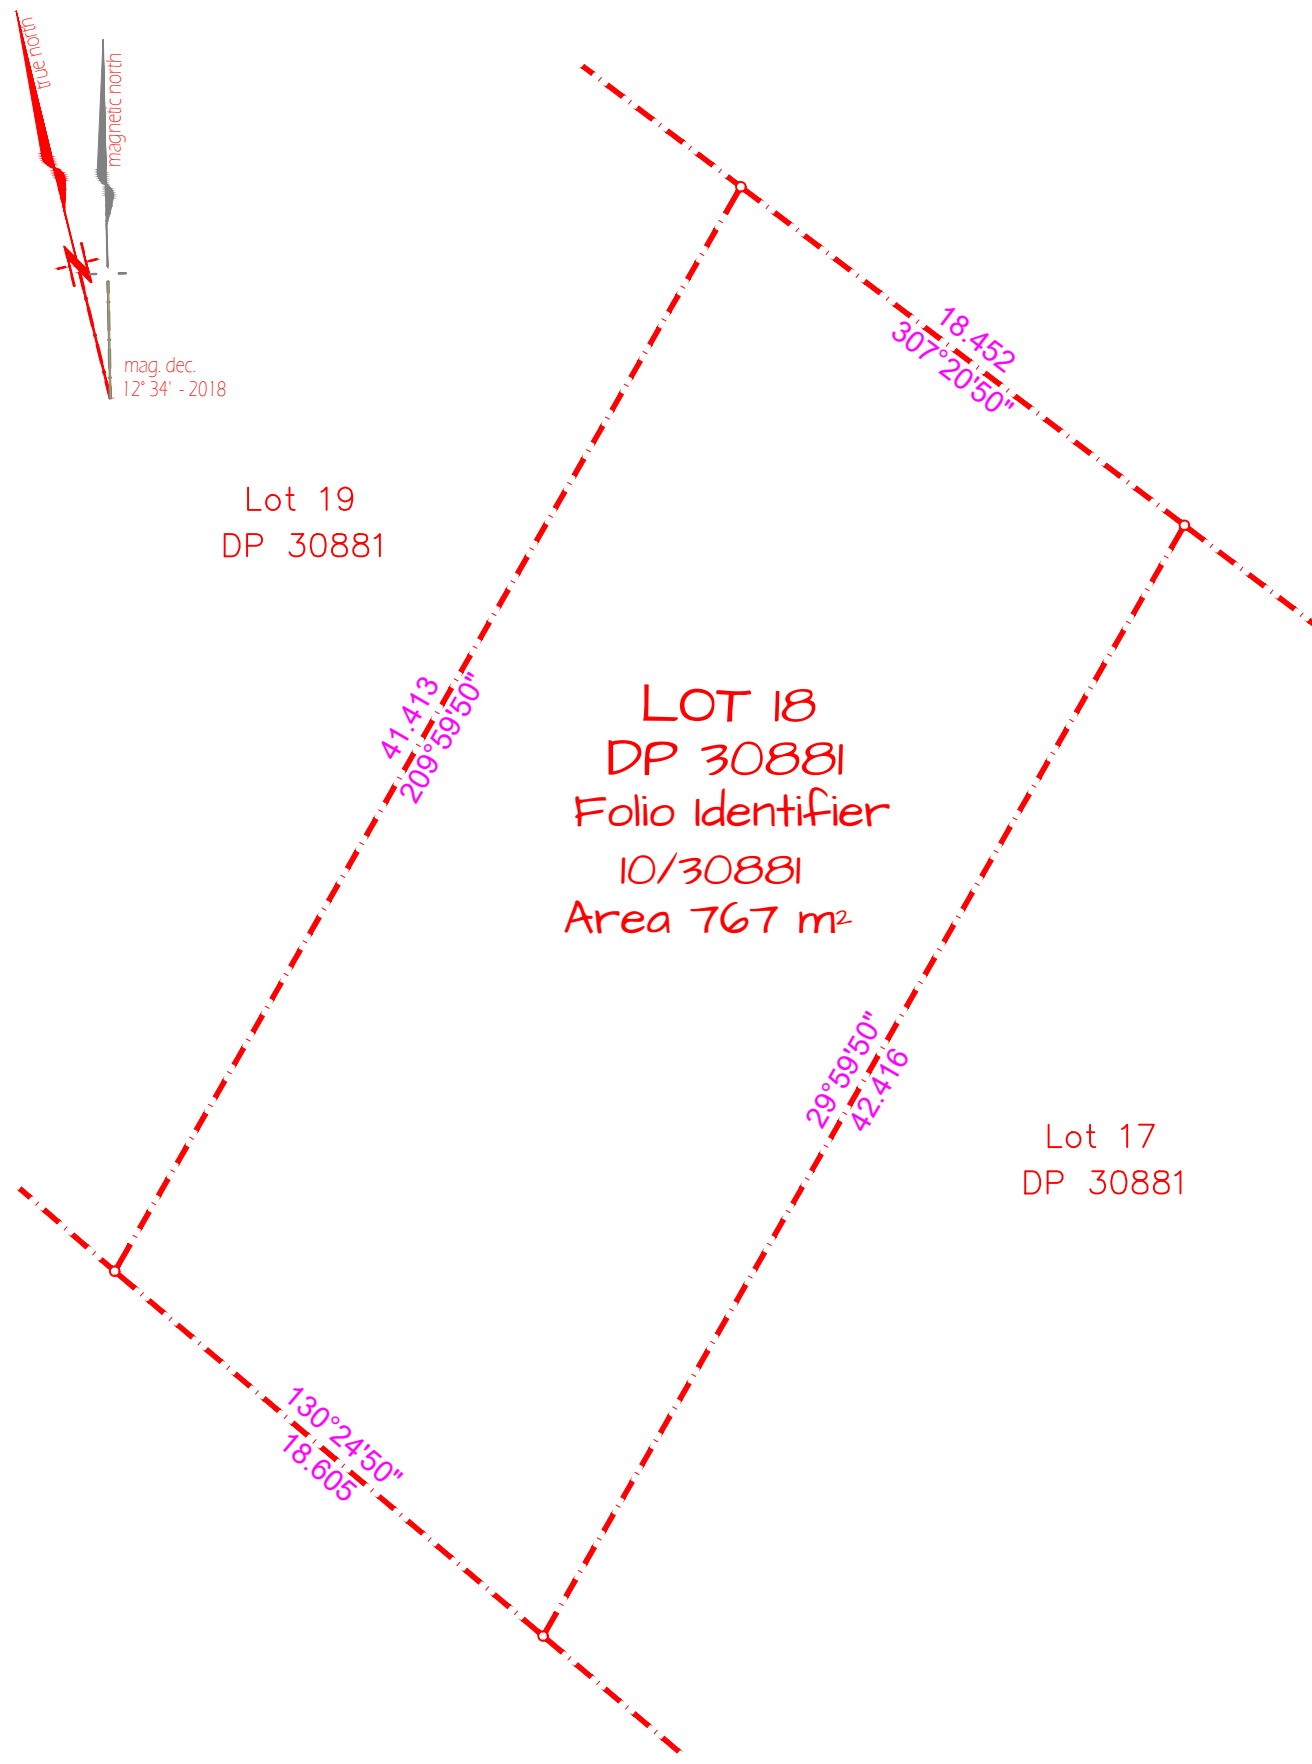 true north
magnetic north
mag. dec.
12° 34' - 2018
18.452
307°20'50"
Lot 19
DP 30881
41.413
209°59'50"
LOT 18
DP 30881
Folio Identifier
10/30881
Area 767 m²
29°59'50"
42.416
Lot 17
DP 30881
130°24'50"
18.605